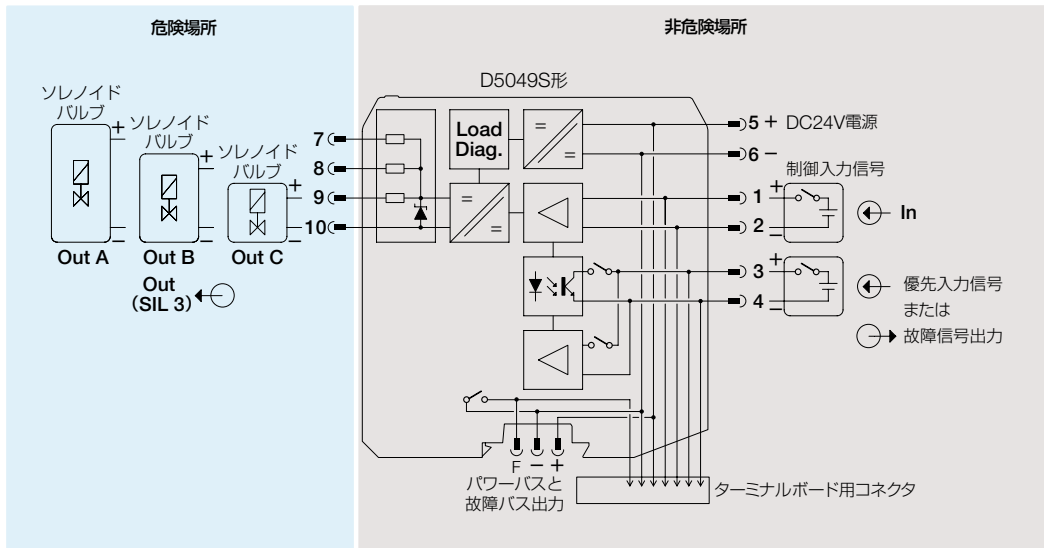 危険場所
非危険場所
D5049S形
ソレノイド
バルブ
+
−
Out A
ソレノイド
バルブ
+
−
Out B
ソレノイド
バルブ
+
−
Out C
Out
(SIL 3)
7
8
9
10
Load
Diag.
=
=
=
=
5 + DC24V電源
6 −
制御入力信号
1
+
2
−
In
3
+
4
−
優先入力信号
または
故障信号出力
F − +
パワーバスと
故障バス出力
ターミナルボード用コネクタ